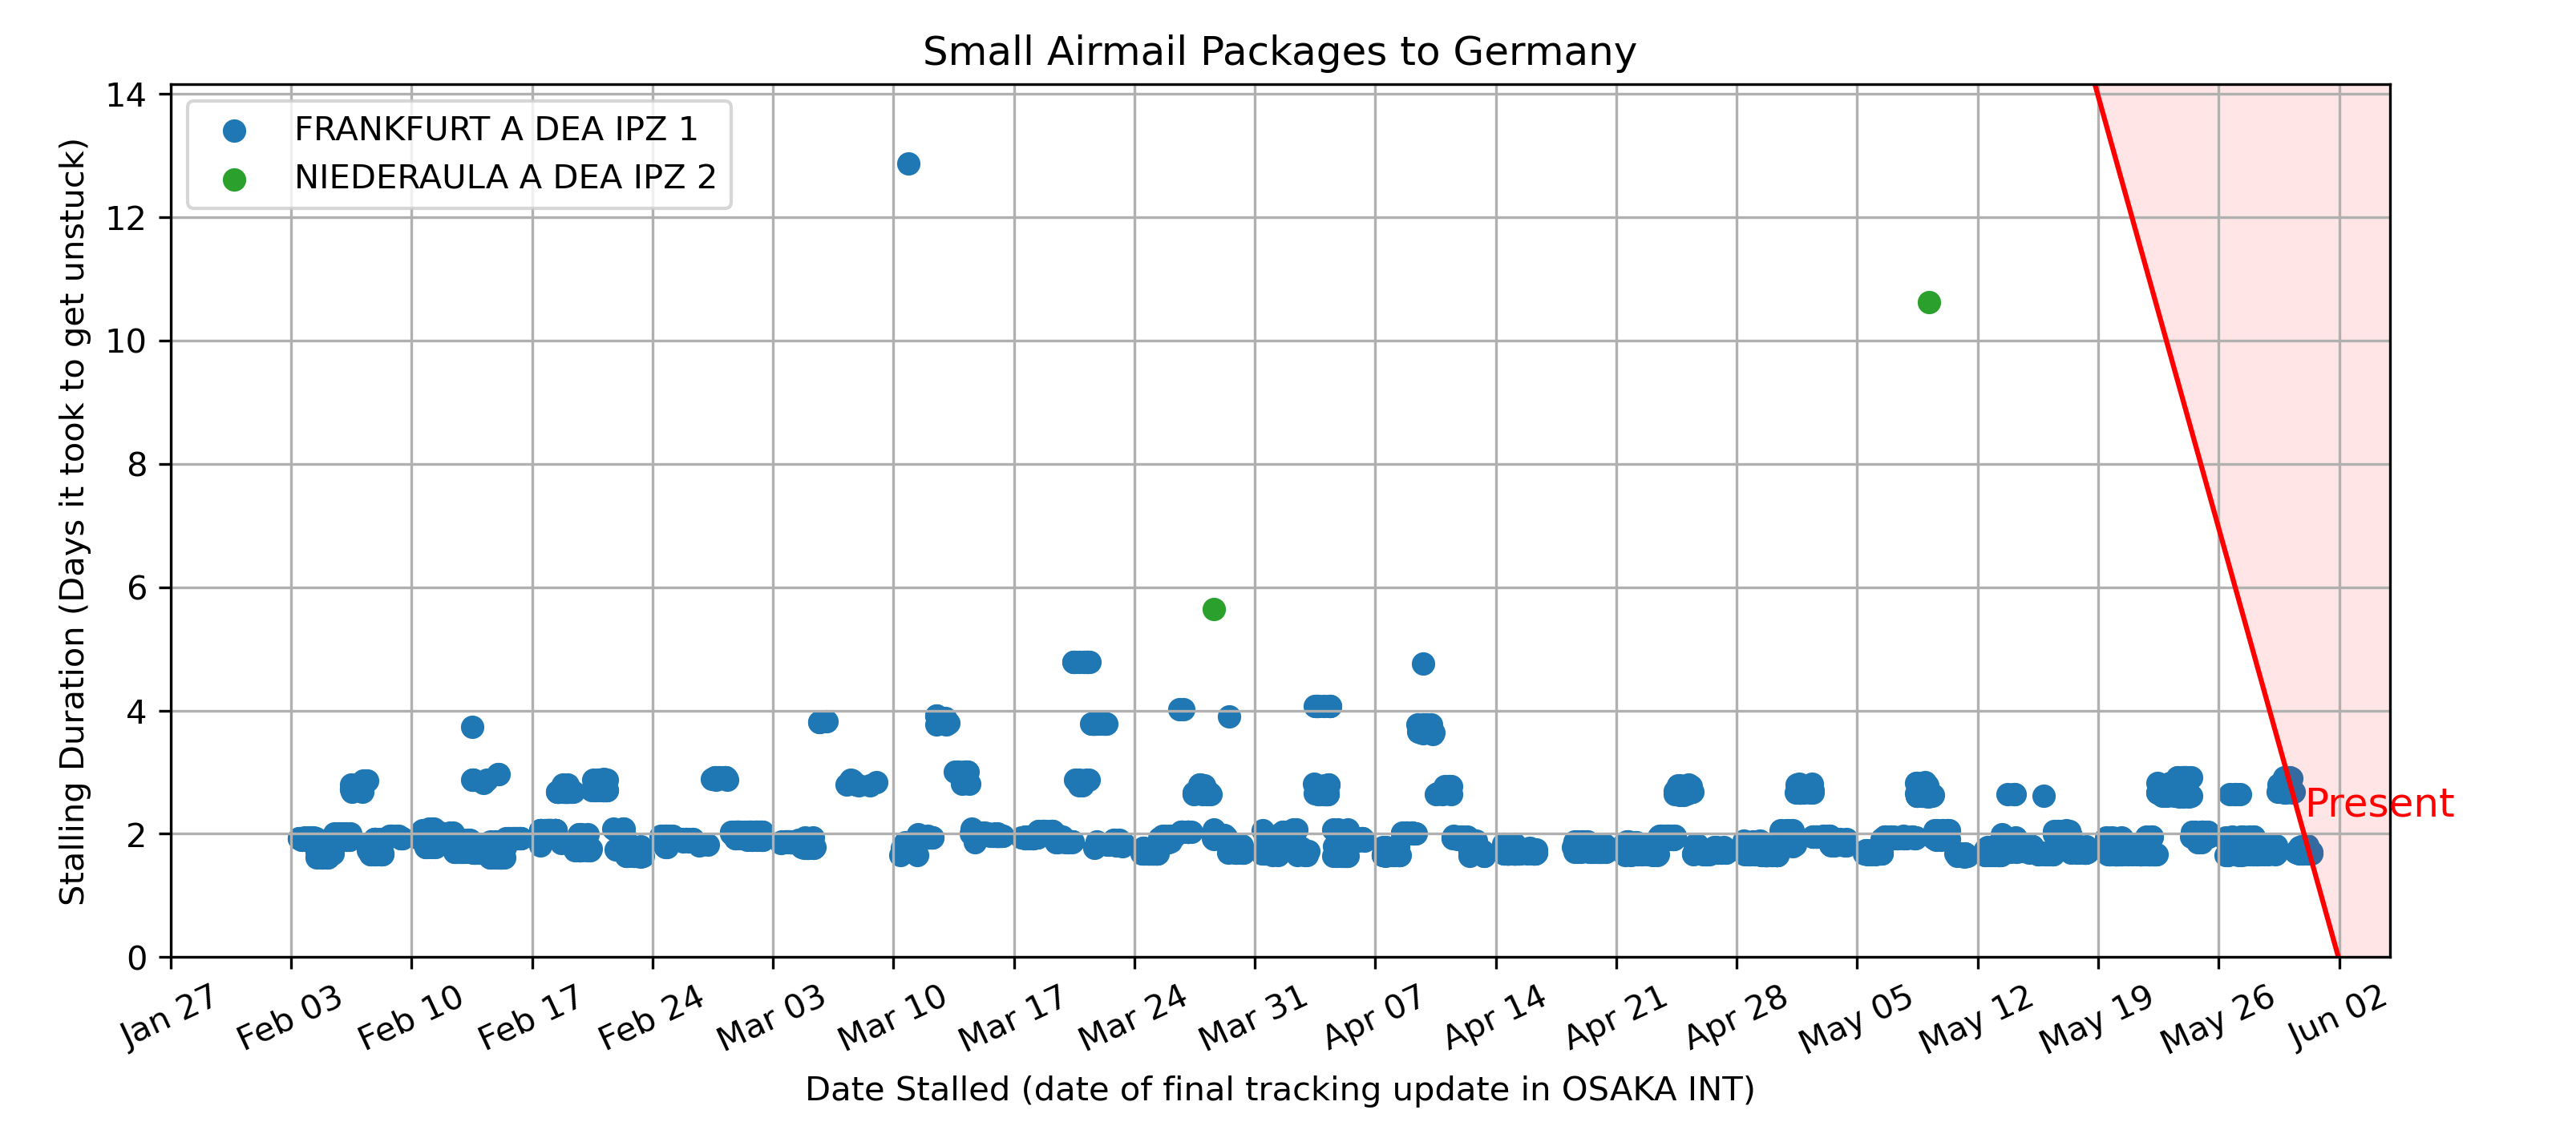 Small Airmail Packages to Germany
FRANKFURT A DEA IPZ 1
NIEDERAULA A DEA IPZ 2
Stalling Duration (Days it took to get unstuck)
14
12
10
8
6
4
2
0
Present
Jan 27
Feb 03
Feb 10
Feb 17
Feb 24
Mar 03
Mar 10
Mar 17
Mar 24
Mar 31
Apr 07
Apr 14
Apr 21
Apr 28
May 05
May 12
May 19
May 26
Jun 02
Date Stalled (date of final tracking update in OSAKA INT)